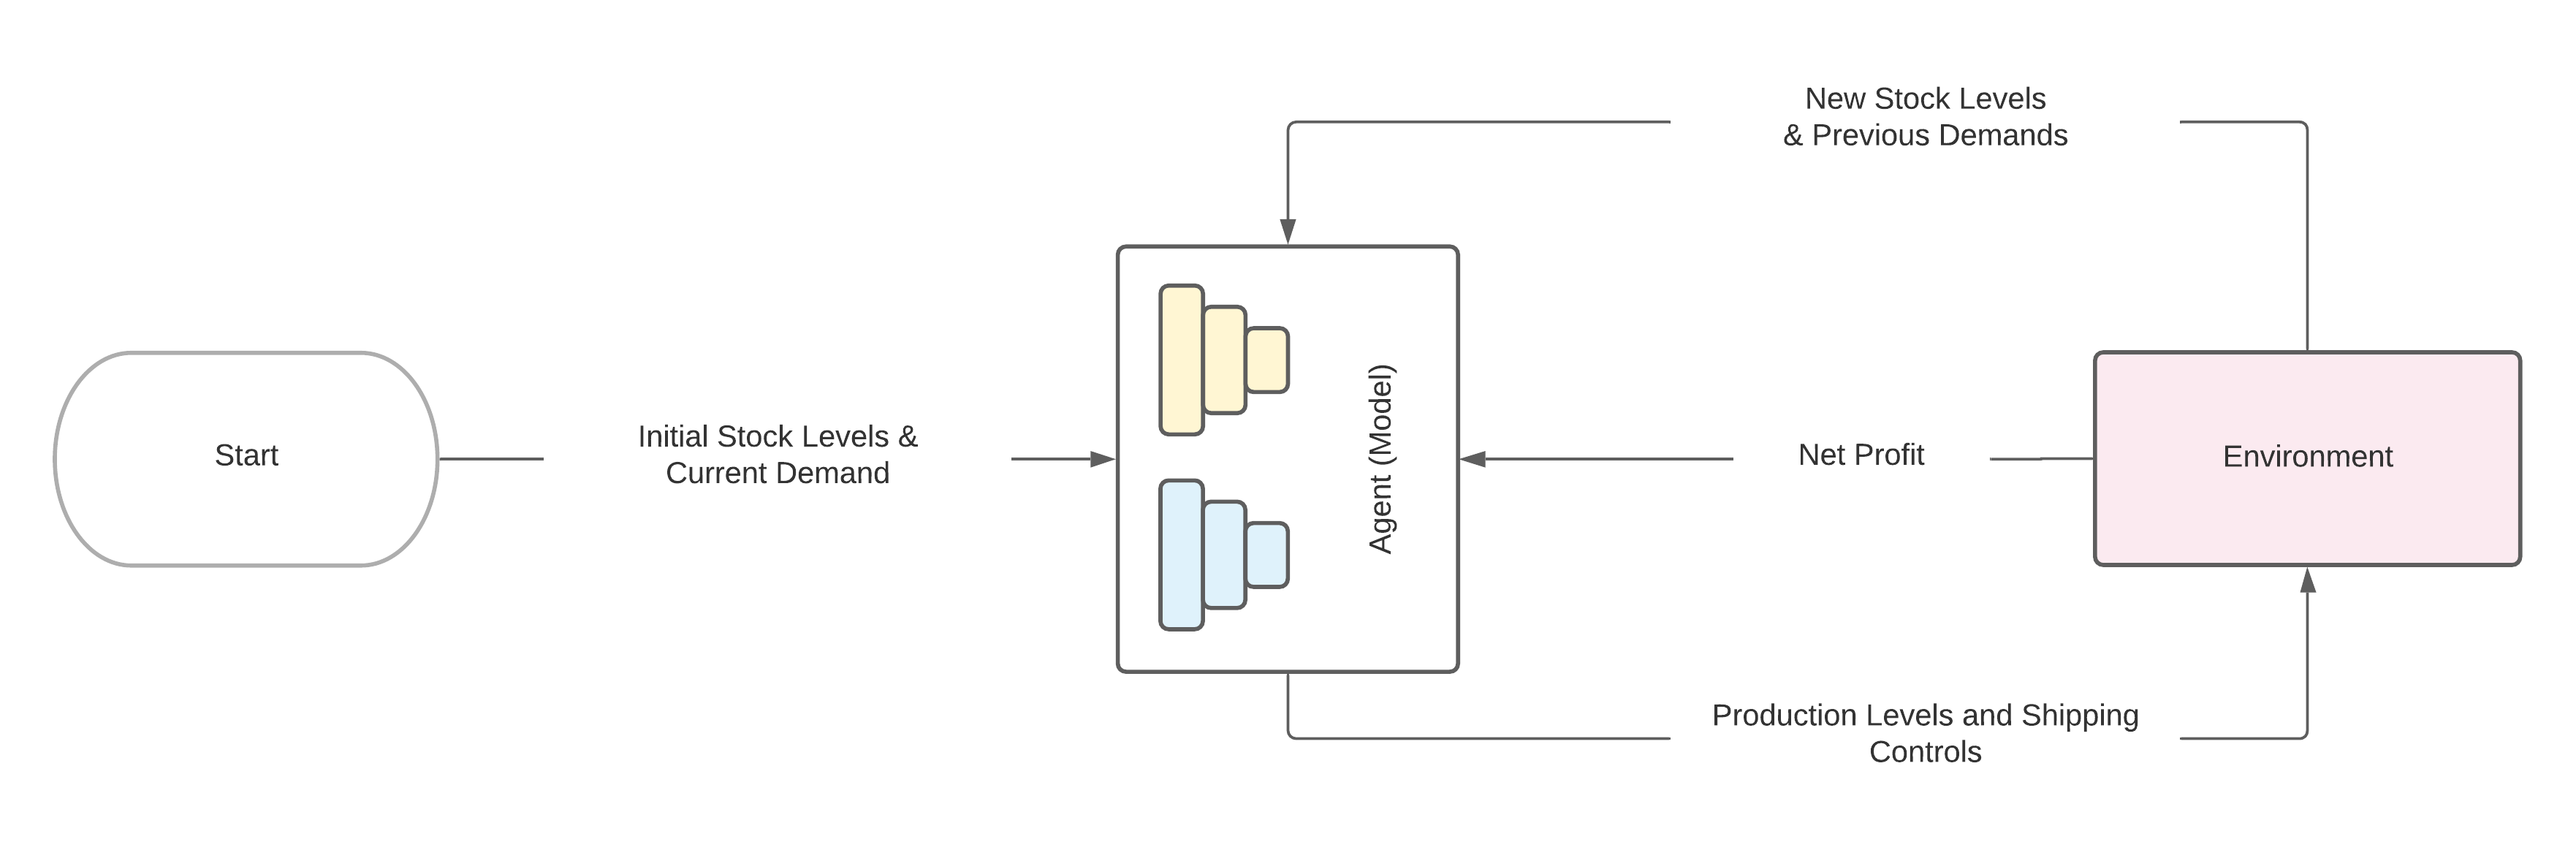 Start
Initial Stock Levels &
Current Demand
Agent (Model)
New Stock Levels
& Previous Demands
Net Profit
Environment
Production Levels and Shipping
Controls